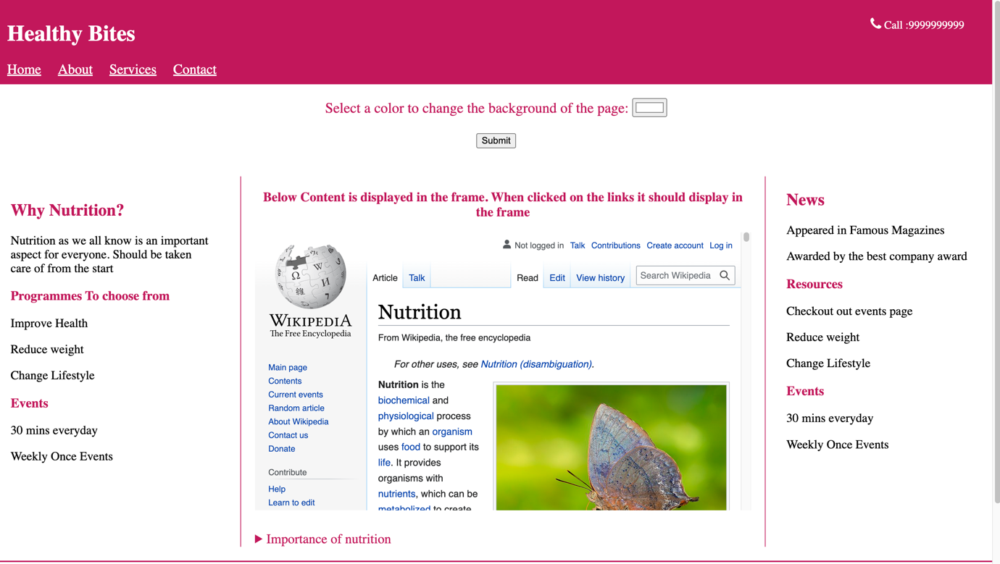 Healthy Bites
Call :9999999999
Home About Services Contact
Select a color to change the background of the page:
Submit
Why Nutrition?
Nutrition as we all know is an important
aspect for everyone. Should be taken
care of from the start
Programmes To choose from
Improve Health
Reduce weight
Change Lifestyle
Events
30 mins everyday
Weekly Once Events
Below Content is displayed in the frame. When clicked on the links it should display in
the frame
Not logged in Talk Contributions Create account Log in
Article Talk Read Edit View history Search Wikipedia
WIKIPEDIA
The Free Encyclopedia
Main page
Contents
Current events
Random article
About Wikipedia
Contact us
Donate
Contribute
Help
Learn to edit
Nutrition
From Wikipedia, the free encyclopedia
For other uses, see Nutrition (disambiguation).
Nutrition is the
biochemical and
physiological process
by which an organism
uses food to support its
life. It provides
organisms with
nutrients, which can be
metabolized to create
Importance of nutrition
News
Appeared in Famous Magazines
Awarded by the best company award
Resources
Checkout out events page
Reduce weight
Change Lifestyle
Events
30 mins everyday
Weekly Once Events